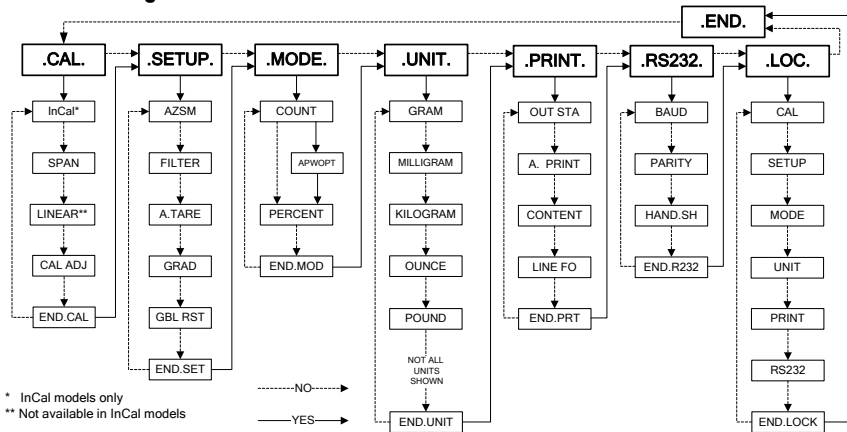 .END.
.CAL.
.SETUP.
.MODE.
.UNIT.
.PRINT.
.RS232.
.LOC.
InCal*
SPAN
LINEAR**
CAL ADJ
END.CAL
AZSM
FILTER
A.TARE
GRAD
GBL RST
END.SET
COUNT
APWOPT
PERCENT
END.MOD
GRAM
MILLIGRAM
KILOGRAM
OUNCE
POUND
NOT ALL
UNITS
SHOWN
END.UNIT
OUT STA
A. PRINT
CONTENT
LINE FO
END.PRT
BAUD
PARITY
HAND.SH
END.R232
CAL
SETUP
MODE
UNIT
PRINT
RS232
END.LOCK
NO
YES
* InCal models only
** Not available in InCal models